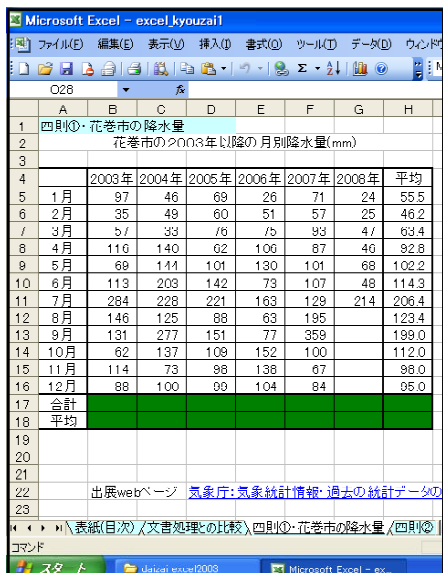 Microsoft Excel - excel_kyouzai1
ファイル(F) 編集(E) 表示(V) 挿入(I) 書式(O) ツール(T) データ(D) ウィンドウ
O28 fx
A B C D E F G H
1 四則①・花巻市の降水量
2 花巻市の2003年以降の月別降水量(mm)
3
4 2003年 2004年 2005年 2006年 2007年 2008年 平均
5 1月 97 46 69 26 71 24 55.5
6 2月 35 49 60 51 57 25 46.2
7 3月 57 33 76 75 93 47 63.4
8 4月 116 140 62 106 87 46 92.8
9 5月 69 144 101 130 101 68 102.2
10 6月 113 203 142 73 107 48 114.3
11 7月 284 228 221 163 129 214 206.4
12 8月 146 125 88 63 195 123.4
13 9月 131 277 151 77 359 199.0
14 10月 62 137 109 152 100 112.0
15 11月 114 73 98 138 67 98.0
16 12月 88 100 99 104 84 95.0
17 合計
18 平均
19
20
21
22 出展webページ 気象庁:気象統計情報・過去の統計データの
23
表紙(目次) 文書処理との比較 四則①・花巻市の降水量 四則②
コマンド
スタート daizai excel2003 Microsoft Excel - ex...